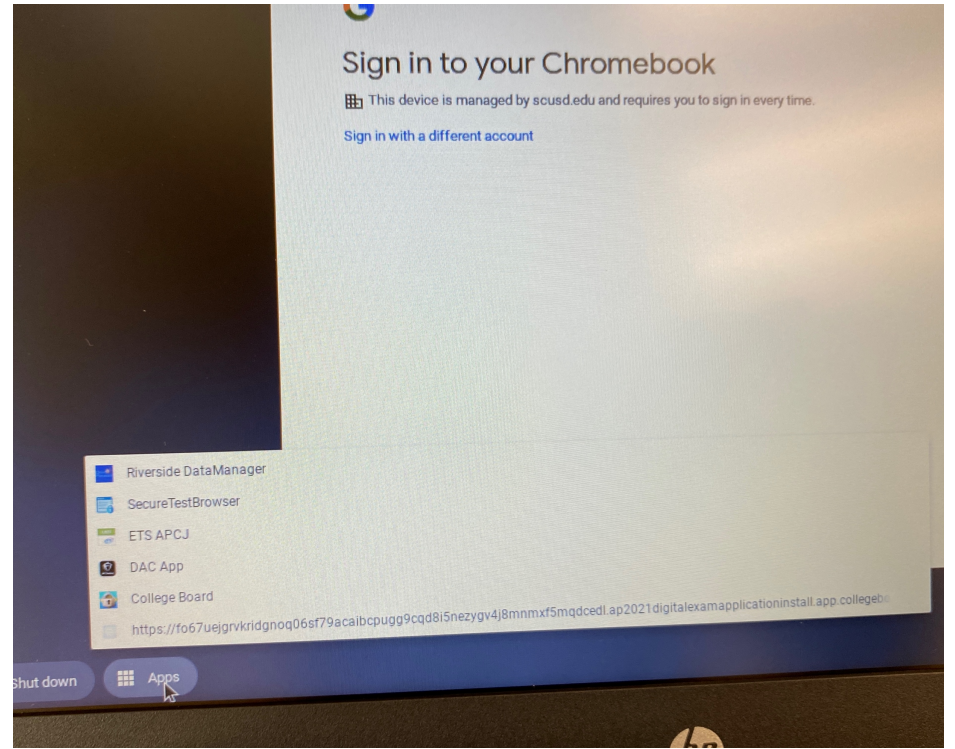 Sign in to your Chromebook
This device is managed by scusd.edu and requires you to sign in every time.
Sign in with a different account
Riverside DataManager
SecureTestBrowser
ETS APCJ
DAC App
College Board
https://fo67uejgrvkridgnoq06sf79acaibcpugg9cqd8i5nezygv4j8mnmxf5mqdcedl.ap2021digitalexamapplicationinstall.app.collegeb
Shut down
Apps
hp